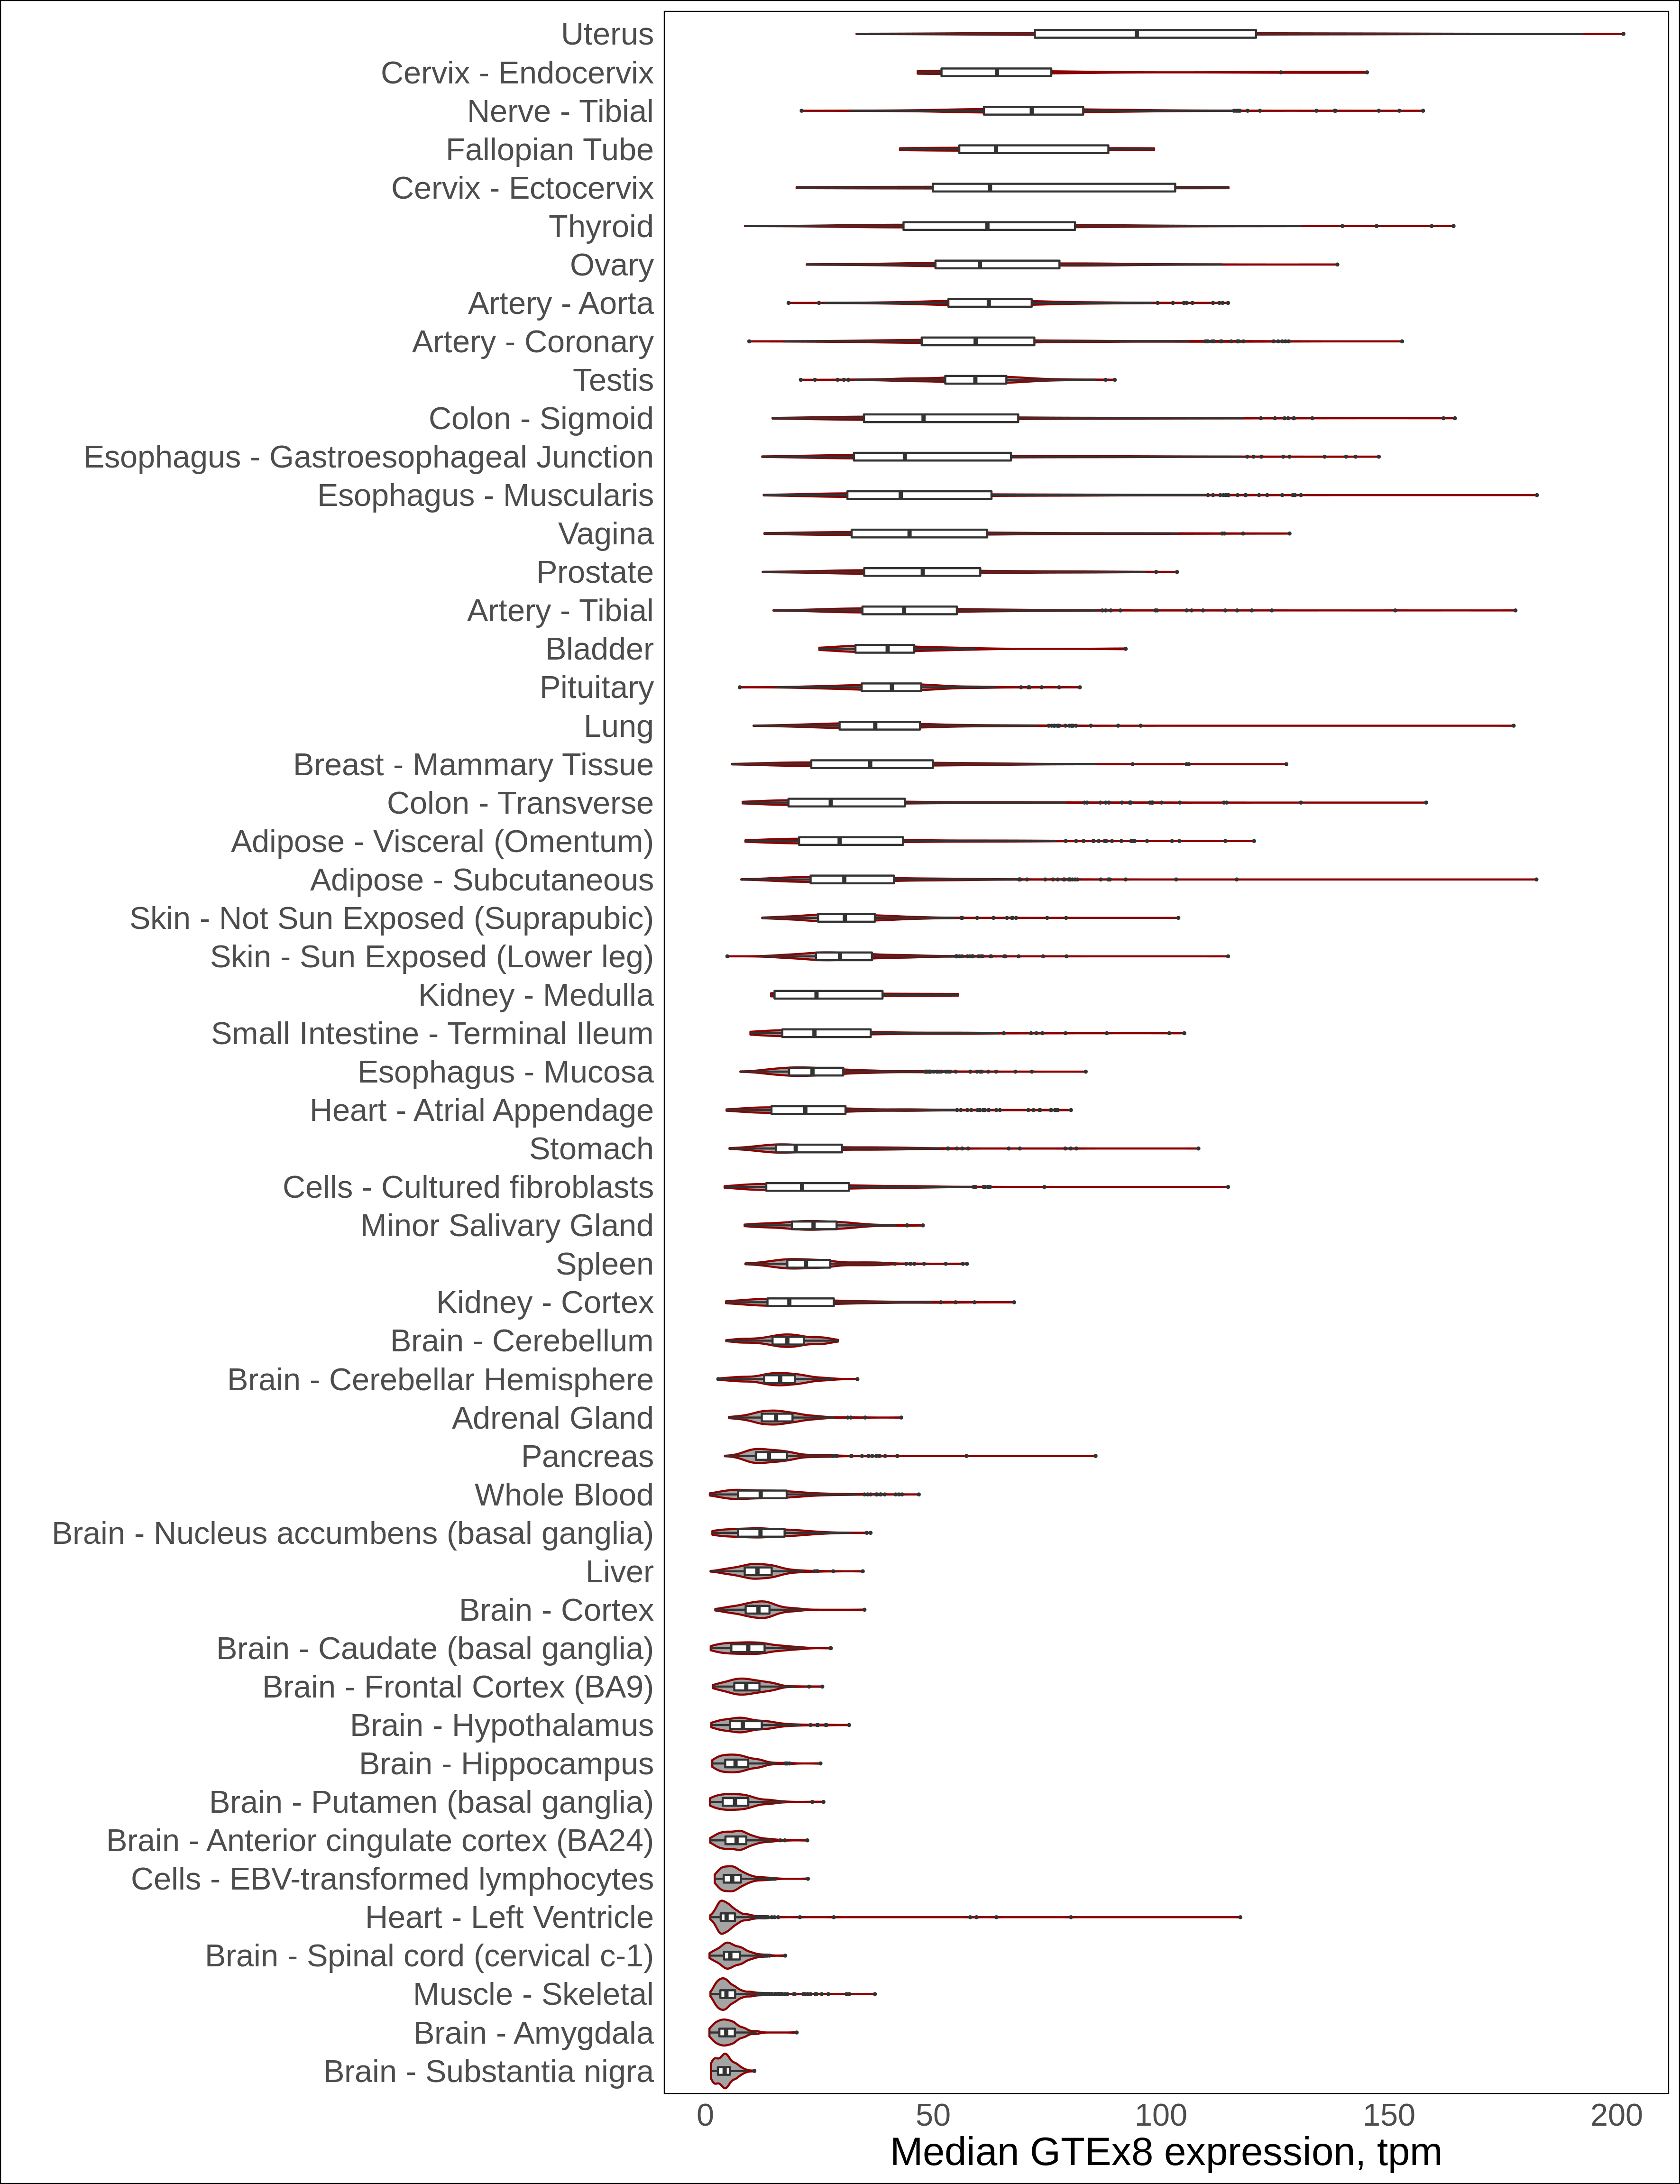 Uterus
Cervix - Endocervix
Nerve - Tibial
Fallopian Tube
Cervix - Ectocervix
Thyroid
Ovary
Artery - Aorta
Artery - Coronary
Testis
Colon - Sigmoid
Esophagus - Gastroesophageal Junction
Esophagus - Muscularis
Vagina
Prostate
Artery - Tibial
Bladder
Pituitary
Lung
Breast - Mammary Tissue
Colon - Transverse
Adipose - Visceral (Omentum)
Adipose - Subcutaneous
Skin - Not Sun Exposed (Suprapubic)
Skin - Sun Exposed (Lower leg)
Kidney - Medulla
Small Intestine - Terminal Ileum
Esophagus - Mucosa
Heart - Atrial Appendage
Stomach
Cells - Cultured fibroblasts
Minor Salivary Gland
Spleen
Kidney - Cortex
Brain - Cerebellum
Brain - Cerebellar Hemisphere
Adrenal Gland
Pancreas
Whole Blood
Brain - Nucleus accumbens (basal ganglia)
Liver
Brain - Cortex
Brain - Caudate (basal ganglia)
Brain - Frontal Cortex (BA9)
Brain - Hypothalamus
Brain - Hippocampus
Brain - Putamen (basal ganglia)
Brain - Anterior cingulate cortex (BA24)
Cells - EBV-transformed lymphocytes
Heart - Left Ventricle
Brain - Spinal cord (cervical c-1)
Muscle - Skeletal
Brain - Amygdala
Brain - Substantia nigra
0 50 100 150 200
Median GTEx8 expression, tpm